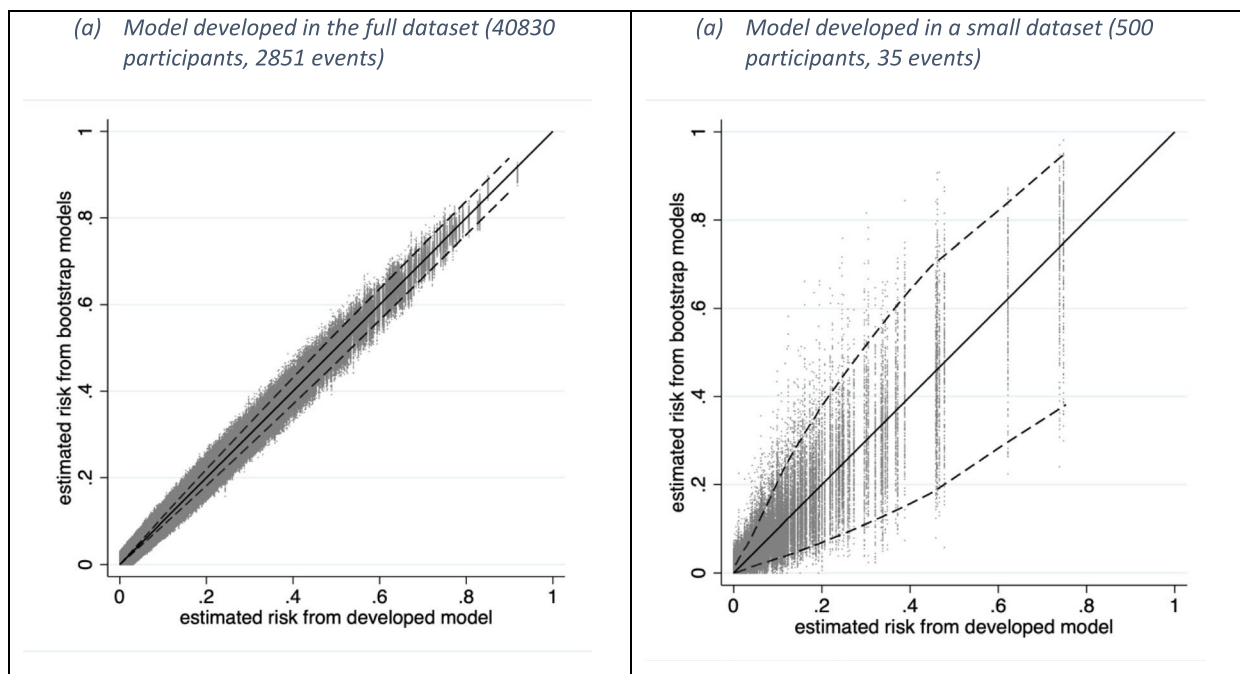 (a) Model developed in the full dataset (40830
participants, 2851 events)
estimated risk from bootstrap models
1
.8
.6
.4
.2
0
0 .2 .4 .6 .8 1
estimated risk from developed model
(a) Model developed in a small dataset (500
participants, 35 events)
estimated risk from bootstrap models
1
.8
.6
.4
.2
0
0 .2 .4 .6 .8 1
estimated risk from developed model